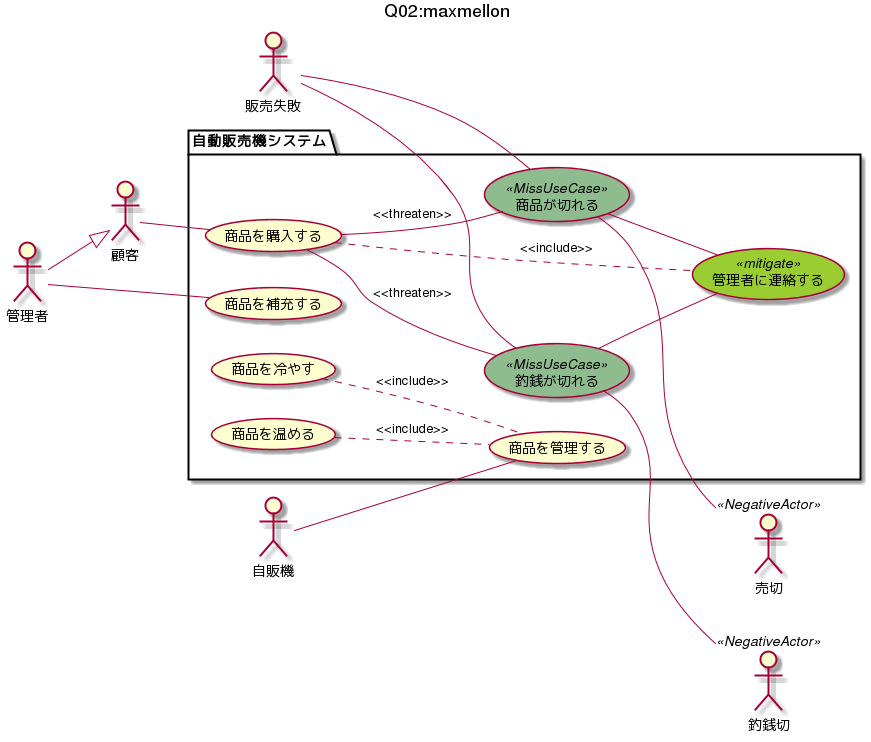 Q02:maxmellon
販売失敗
自動販売機システム
顧客
管理者
商品を購入する
<<threaten>>
«MissUseCase»
商品が切れる
<<include>>
«mitigate»
管理者に連絡する
商品を補充する
<<threaten>>
«MissUseCase»
釣銭が切れる
商品を冷やす
<<include>>
商品を温める
<<include>>
商品を管理する
自販機
«NegativeActor»
売切
«NegativeActor»
釣銭切